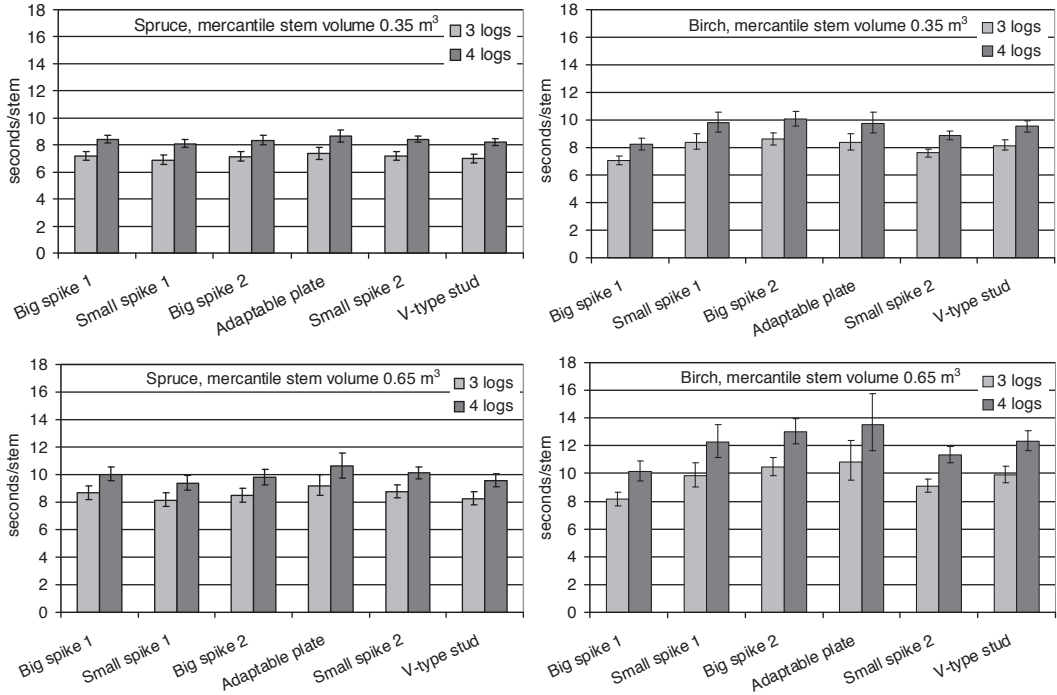 Spruce, mercantile stem volume 0.35 m³
3 logs
4 logs
seconds/stem
18
16
14
12
10
8
6
4
2
0
Big spike 1
Small spike 1
Big spike 2
Adaptable plate
Small spike 2
V-type stud
Birch, mercantile stem volume 0.35 m³
3 logs
4 logs
seconds/stem
18
16
14
12
10
8
6
4
2
0
Big spike 1
Small spike 1
Big spike 2
Adaptable plate
Small spike 2
V-type stud
Spruce, mercantile stem volume 0.65 m³
3 logs
4 logs
seconds/stem
18
16
14
12
10
8
6
4
2
0
Big spike 1
Small spike 1
Big spike 2
Adaptable plate
Small spike 2
V-type stud
Birch, mercantile stem volume 0.65 m³
3 logs
4 logs
seconds/stem
18
16
14
12
10
8
6
4
2
0
Big spike 1
Small spike 1
Big spike 2
Adaptable plate
Small spike 2
V-type stud